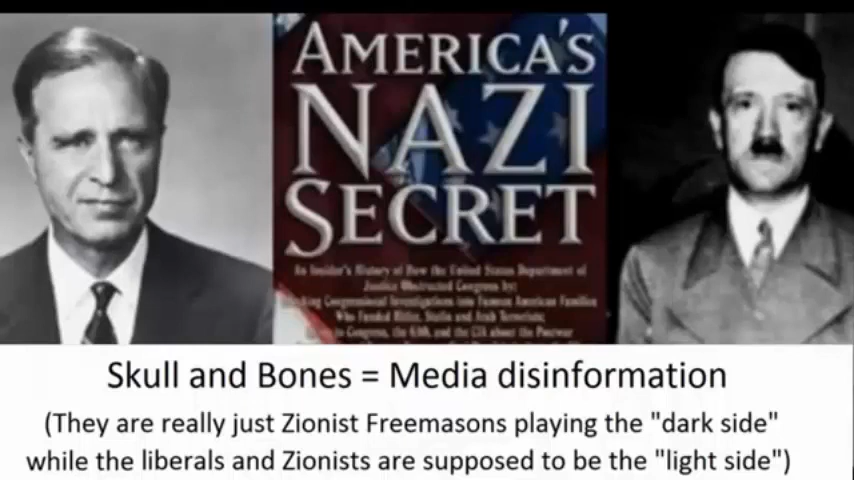 AMERICA'S
NAZI
SECRET
An Insider's History of How the United States Department of
Justice Obstructed Congress by:
Congressional Investigations into Famous American Families
Who Funded Hitler, Stalin and Arab Terrorists;
to Congress, the GAO, and the CIA about the Postwar
Skull and Bones = Media disinformation
(They are really just Zionist Freemasons playing the "dark side"
while the liberals and Zionists are supposed to be the "light side")